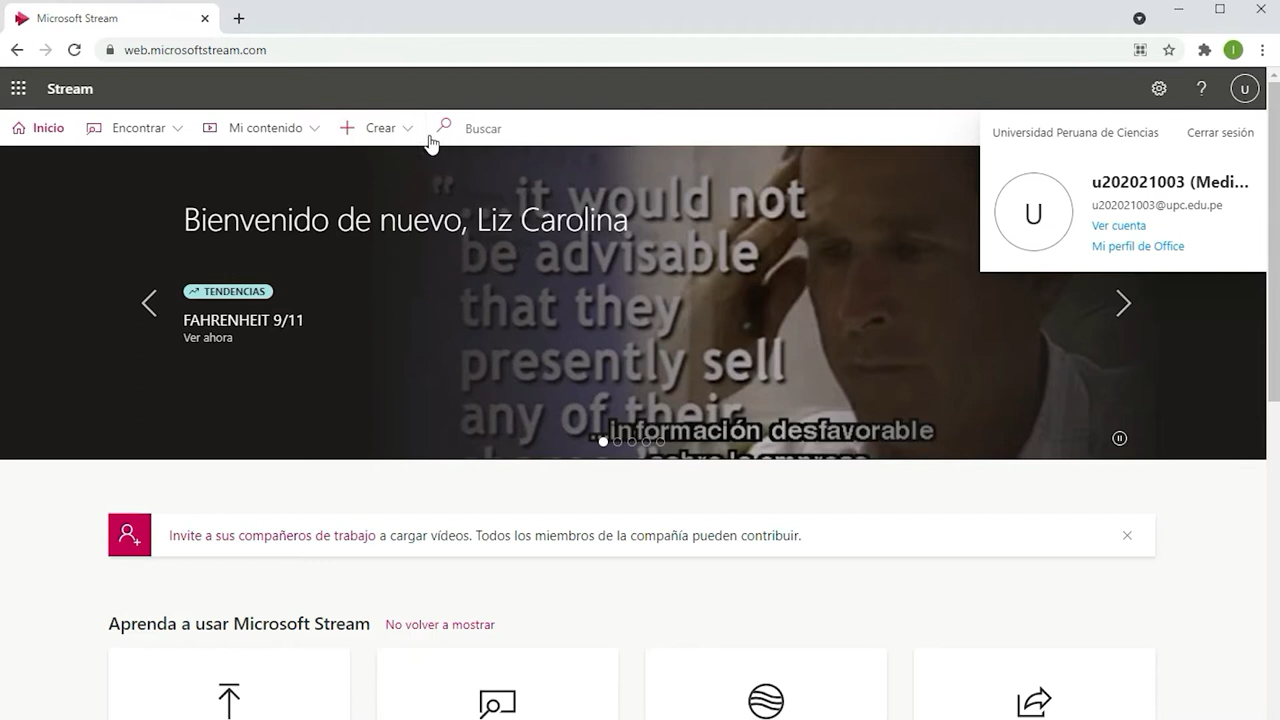 Microsoft Stream
web.microsoftstream.com
I
Stream
?
U
Inicio
Encontrar
Mi contenido
Crear
Buscar
Universidad Peruana de Ciencias
Cerrar sesión
U
u202021003 (Medi...
u202021003@upc.edu.pe
Ver cuenta
Mi perfil de Office
Bienvenido de nuevo, Liz Carolina
TENDENCIAS
FAHRENHEIT 9/11
Ver ahora
“...it would not
be advisable
that they
presently sell
any of their
...información desfavorable
sobre la empresa
Invite a sus compañeros de trabajo a cargar vídeos. Todos los miembros de la compañía pueden contribuir.
Aprenda a usar Microsoft Stream
No volver a mostrar